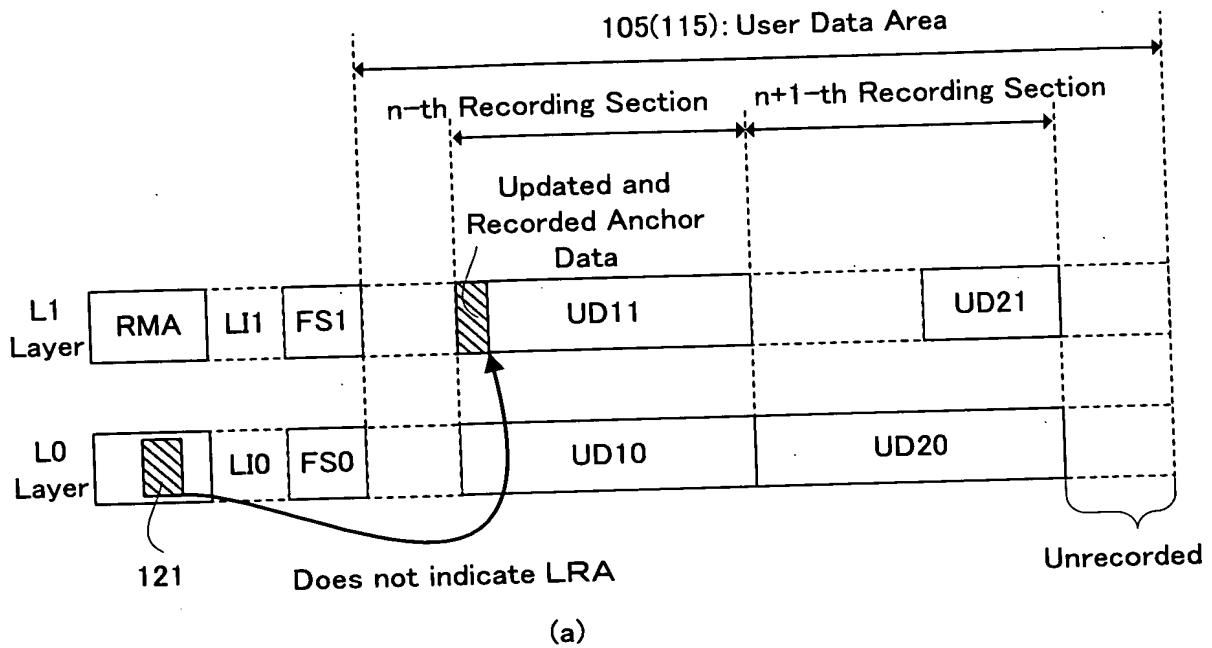 105(115): User Data Area
n-th Recording Section
n+1-th Recording Section
Updated and
Recorded Anchor
Data
L1
Layer
RMA
LI1
FS1
UD11
UD21
L0
Layer
LI0
FS0
UD10
UD20
121
Does not indicate LRA
Unrecorded
(a)